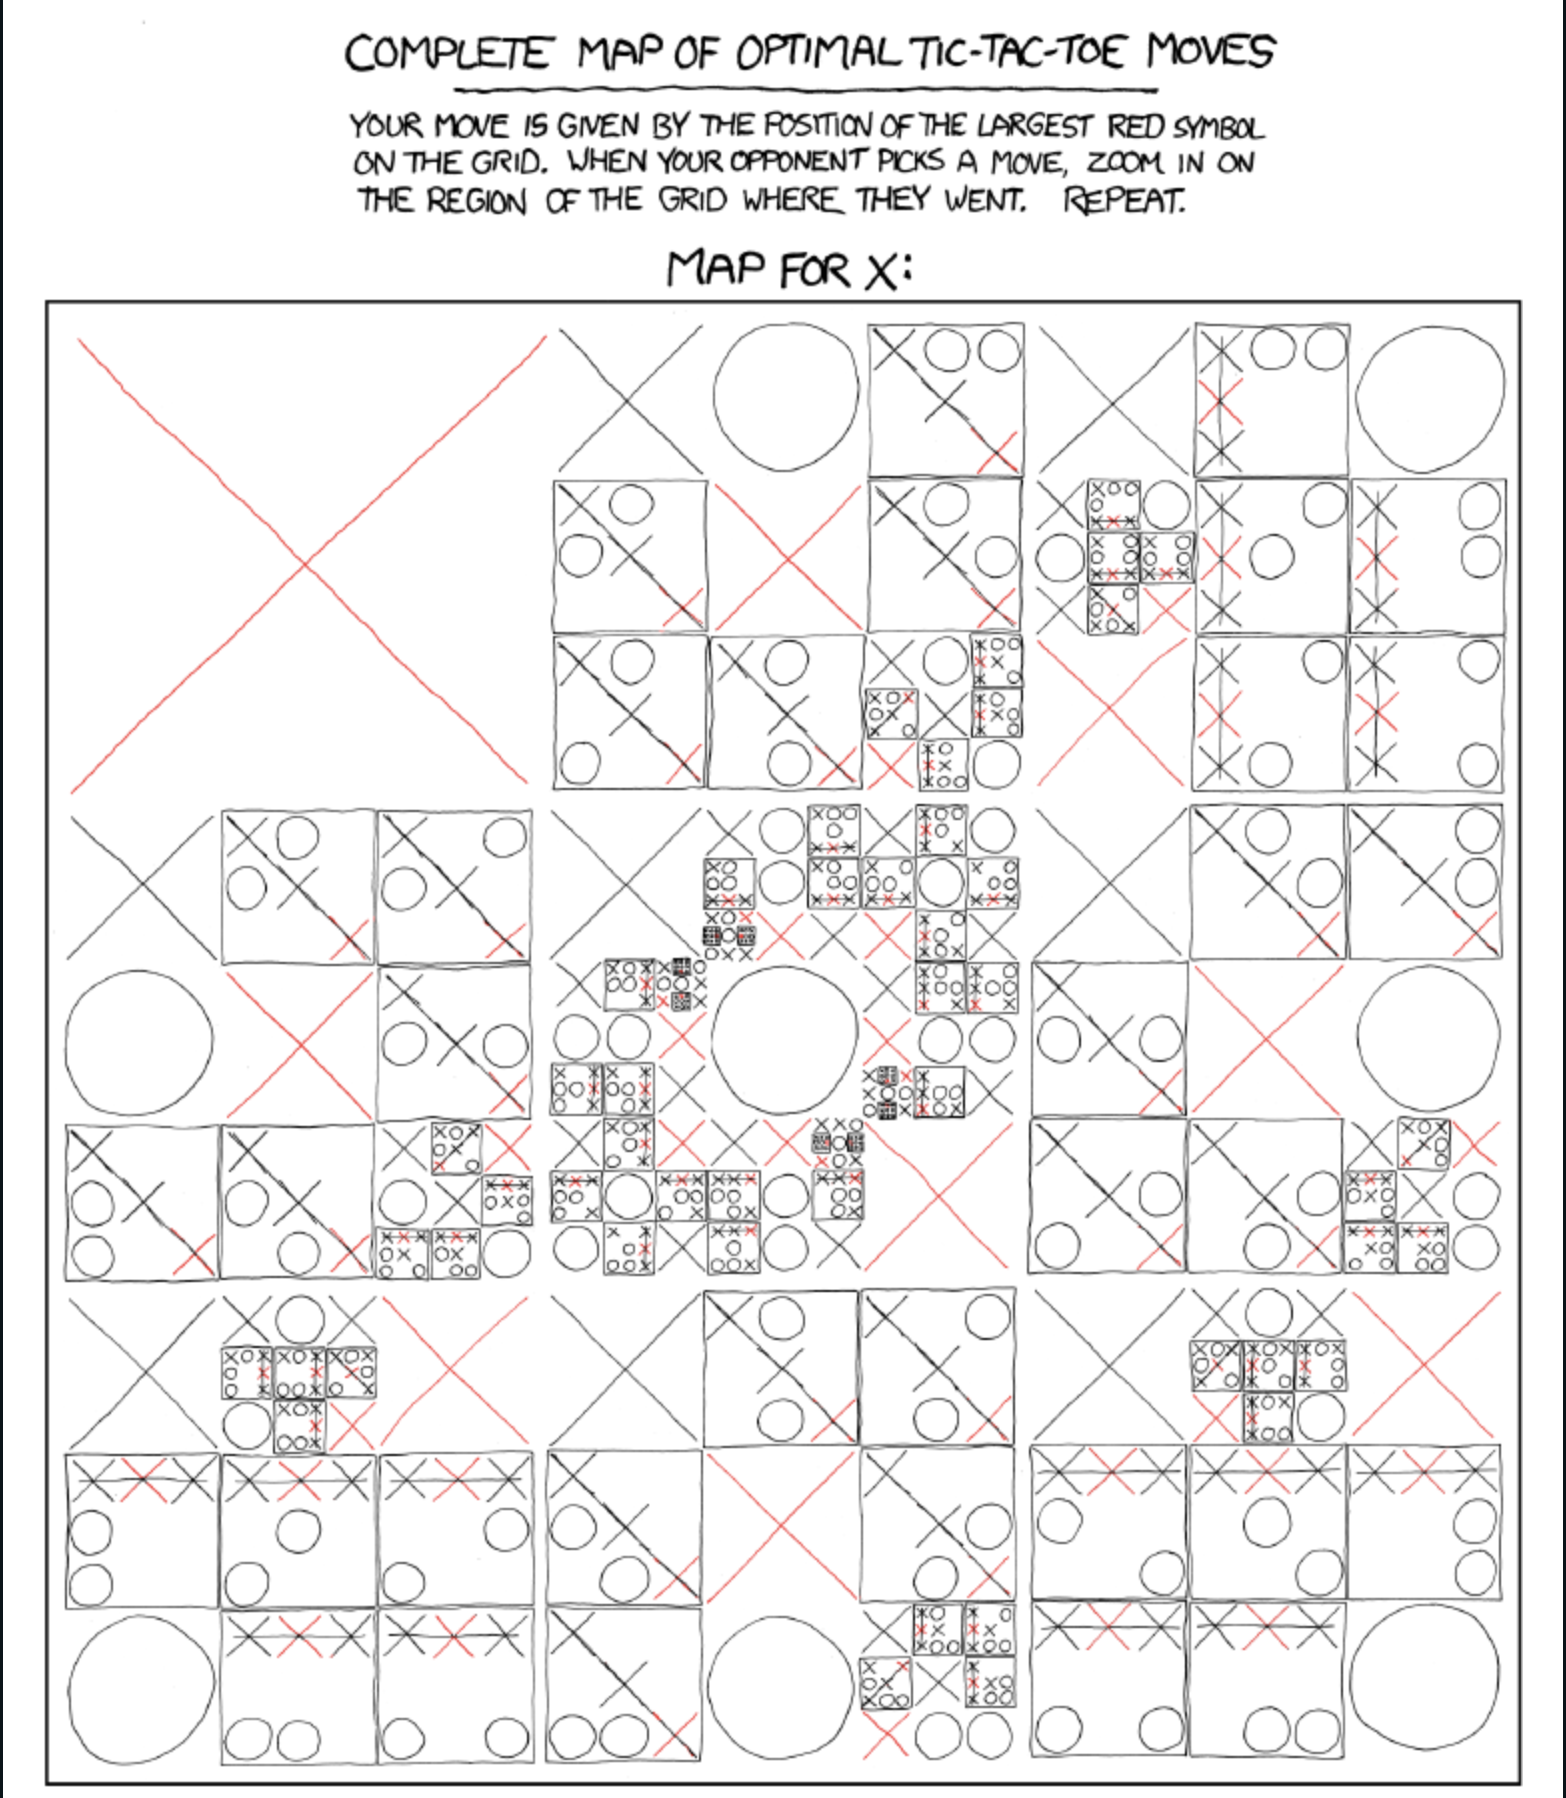 COMPLETE MAP OF OPTIMAL TIC-TAC-TOE MOVES
YOUR MOVE IS GIVEN BY THE POSITION OF THE LARGEST RED SYMBOL
ON THE GRID. WHEN YOUR OPPONENT PICKS A MOVE, ZOOM IN ON
THE REGION OF THE GRID WHERE THEY WENT. REPEAT.
MAP FOR X: